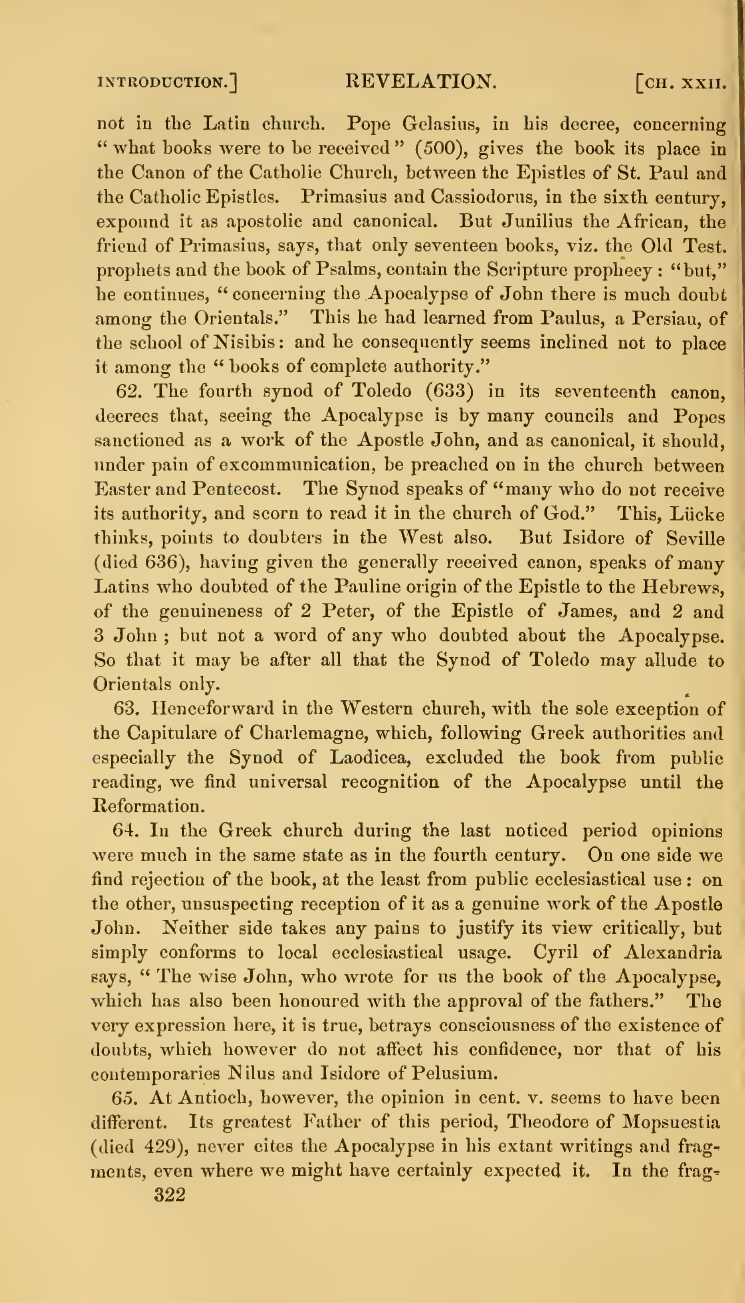 INTRODUCTION.] REVELATION. [CH. XXII.
not in the Latin church. Pope Gelasius, in his decree, concerning
“ what books were to be received ” (500), gives the book its place in
the Canon of the Catholic Church, between the Epistles of St. Paul and
the Catholic Epistles. Primasius and Cassiodorus, in the sixth century,
expound it as apostolic and canonical. But Junilius the African, the
friend of Primasius, says, that only seventeen books, viz. the Old Test.
prophets and the book of Psalms, contain the Scripture prophecy : “but,”
he continues, “ concerning the Apocalypse of John there is much doubt
among the Orientals.” This he had learned from Paulus, a Persian, of
the school of Nisibis : and he consequently seems inclined not to place
it among the “ books of complete authority.”
62. The fourth synod of Toledo (633) in its seventeenth canon,
decrees that, seeing the Apocalypse is by many councils and Popes
sanctioned as a work of the Apostle John, and as canonical, it should,
under pain of excommunication, be preached on in the church between
Easter and Pentecost. The Synod speaks of “many who do not receive
its authority, and scorn to read it in the church of God.” This, Lücke
thinks, points to doubters in the West also. But Isidore of Seville
(died 636), having given the generally received canon, speaks of many
Latins who doubted of the Pauline origin of the Epistle to the Hebrews,
of the genuineness of 2 Peter, of the Epistle of James, and 2 and
3 John ; but not a word of any who doubted about the Apocalypse.
So that it may be after all that the Synod of Toledo may allude to
Orientals only.
63. Henceforward in the Western church, with the sole exception of
the Capitulare of Charlemagne, which, following Greek authorities and
especially the Synod of Laodicea, excluded the book from public
reading, we find universal recognition of the Apocalypse until the
Reformation.
64. In the Greek church during the last noticed period opinions
were much in the same state as in the fourth century. On one side we
find rejection of the book, at the least from public ecclesiastical use : on
the other, unsuspecting reception of it as a genuine work of the Apostle
John. Neither side takes any pains to justify its view critically, but
simply conforms to local ecclesiastical usage. Cyril of Alexandria
says, “ The wise John, who wrote for us the book of the Apocalypse,
which has also been honoured with the approval of the fathers.” The
very expression here, it is true, betrays consciousness of the existence of
doubts, which however do not affect his confidence, nor that of his
contemporaries Nilus and Isidore of Pelusium.
65. At Antioch, however, the opinion in cent. v. seems to have been
different. Its greatest Father of this period, Theodore of Mopsuestia
(died 429), never cites the Apocalypse in his extant writings and frag-
ments, even where we might have certainly expected it. In the frag-
322